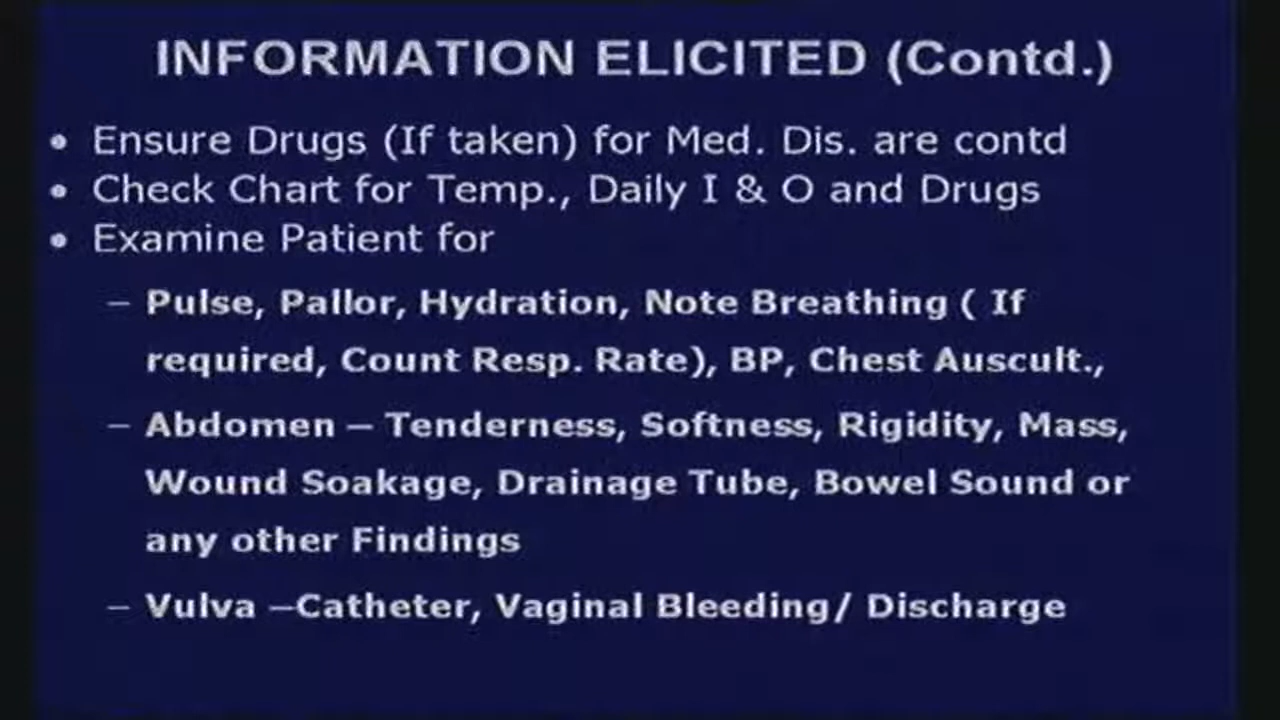 INFORMATION ELICITED (Contd.)
• Ensure Drugs (If taken) for Med. Dis. are contd
• Check Chart for Temp., Daily I & O and Drugs
• Examine Patient for
– Pulse, Pallor, Hydration, Note Breathing ( If
required, Count Resp. Rate), BP, Chest Auscult.,
– Abdomen – Tenderness, Softness, Rigidity, Mass,
Wound Soakage, Drainage Tube, Bowel Sound or
any other Findings
– Vulva –Catheter, Vaginal Bleeding/ Discharge